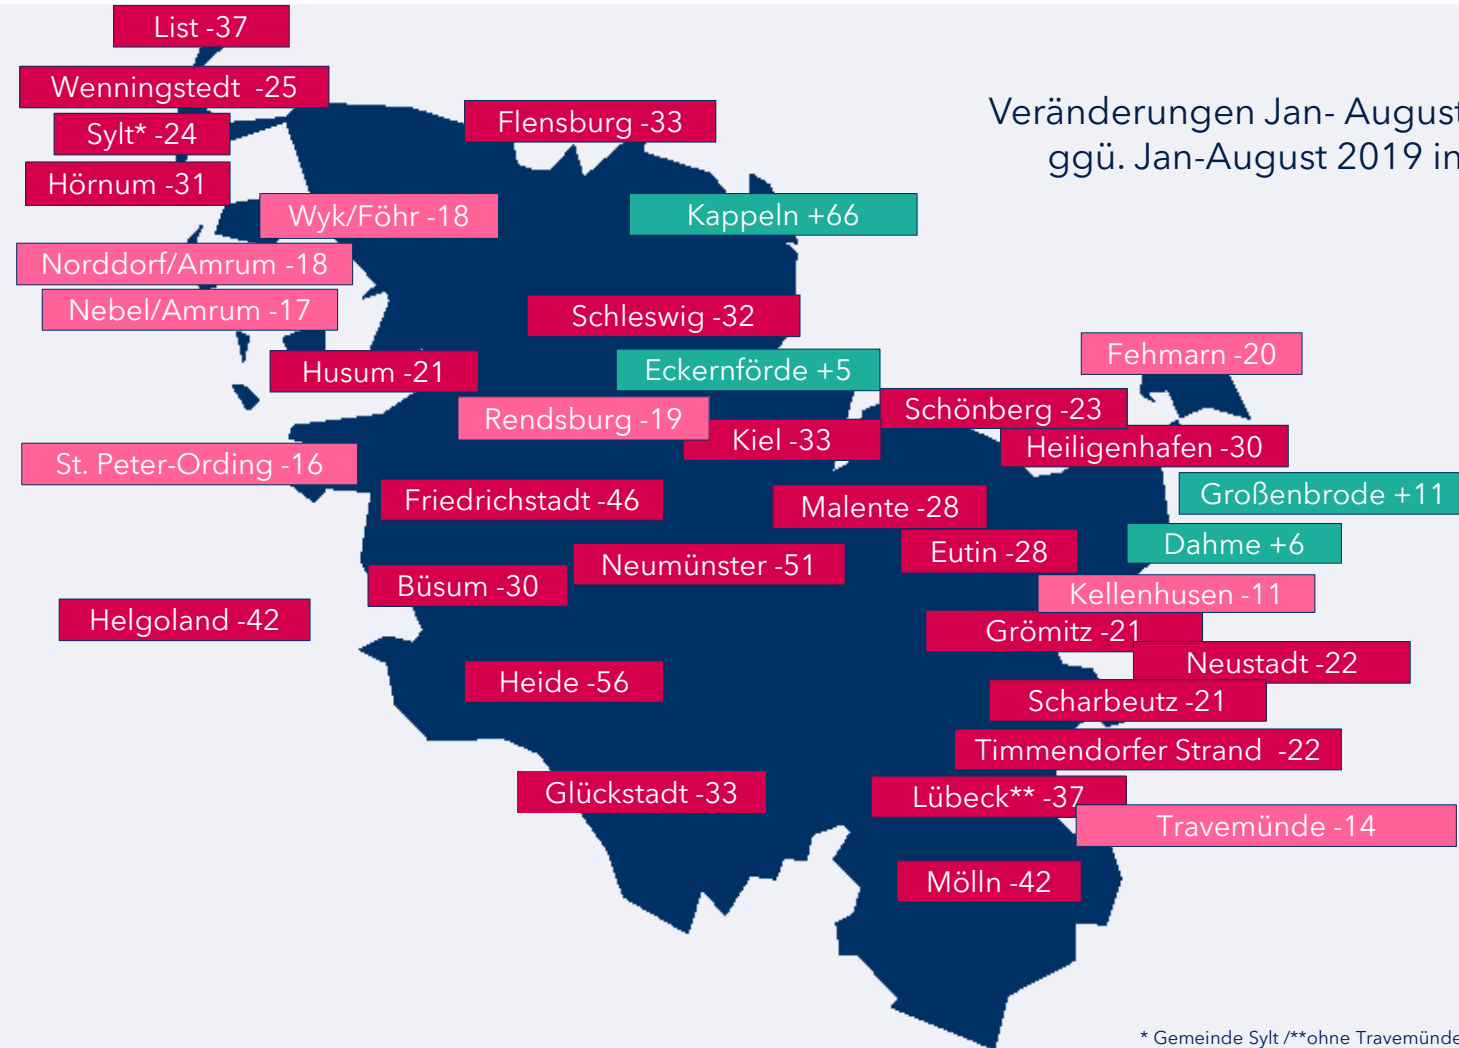 List -37
Wenningstedt -25
Sylt* -24
Hörnum -31
Flensburg -33
Veränderungen Jan- August
ggü. Jan-August 2019 in
Wyk/Föhr -18
Kappeln +66
Norddorf/Amrum -18
Nebel/Amrum -17
Schleswig -32
Husum -21
Eckernförde +5
Fehmarn -20
Rendsburg -19
Schönberg -23
Kiel -33
Heiligenhafen -30
St. Peter-Ording -16
Friedrichstadt -46
Malente -28
Großenbrode +11
Eutin -28
Dahme +6
Neumünster -51
Büsum -30
Kellenhusen -11
Helgoland -42
Grömitz -21
Neustadt -22
Heide -56
Scharbeutz -21
Timmendorfer Strand -22
Glückstadt -33
Lübeck** -37
Travemünde -14
Mölln -42
* Gemeinde Sylt /**ohne Travemünde